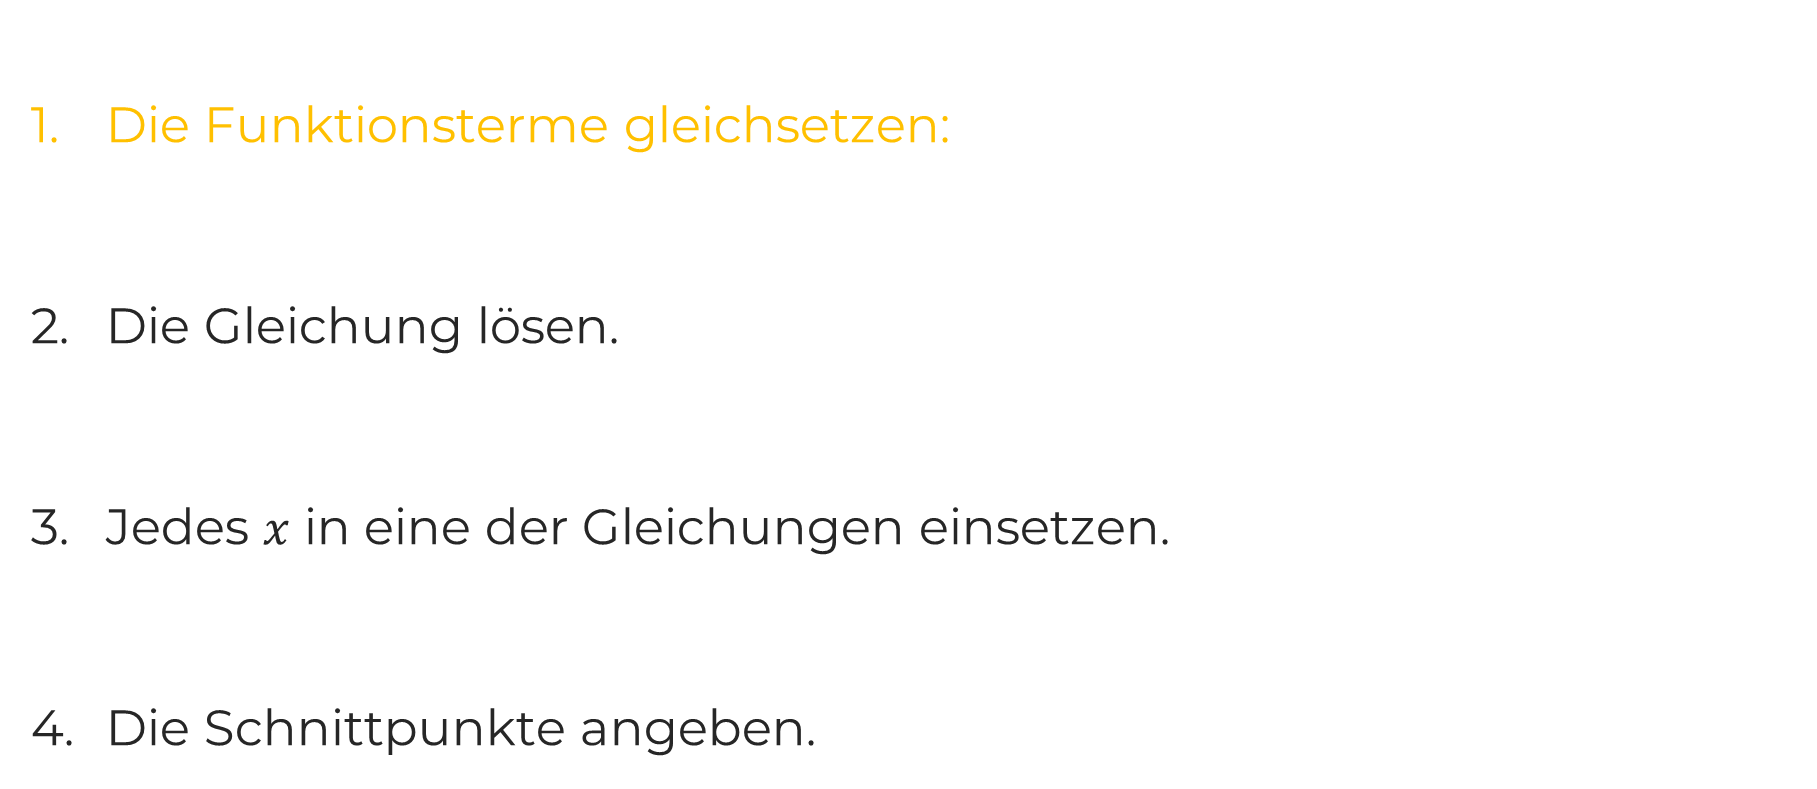 1. Die Funktionsterme gleichsetzen:
2. Die Gleichung lösen.
3. Jedes x in eine der Gleichungen einsetzen.
4. Die Schnittpunkte angeben.